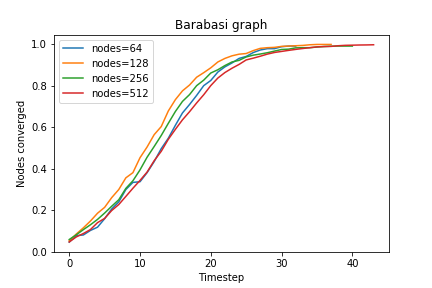 Barabasi graph
nodes=64
nodes=128
nodes=256
nodes=512
Nodes converged
1.0
0.8
0.6
0.4
0.2
0.0
0
10
20
30
40
Timestep